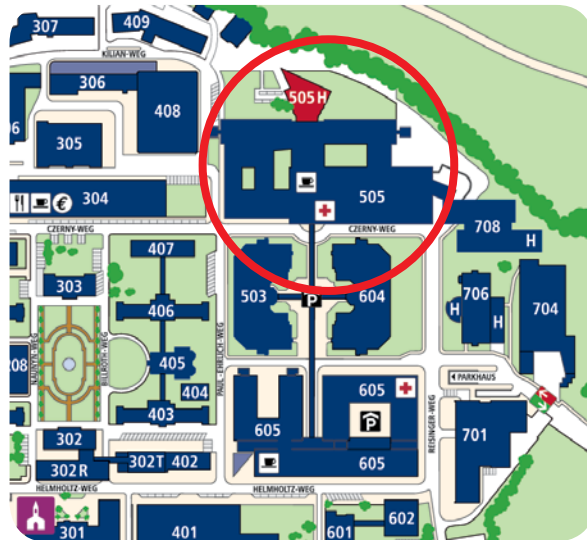 307
409
KILIAN-WEG
306
408
505 H
305
304
505
CZERNY-WEG
CZERNY-WEG
708
H
407
303
503
P
604
406
706
H
H
704
NAUNYN-WEG
BILLROTH-WEG
405
PAUL-EHRLICH-WEG
404
208
403
605
PARKHAUS
REISINGER-WEG
302
605
P
701
302 R
302T
402
605
HELMHOLTZ-WEG
HELMHOLTZ-WEG
301
401
601
602